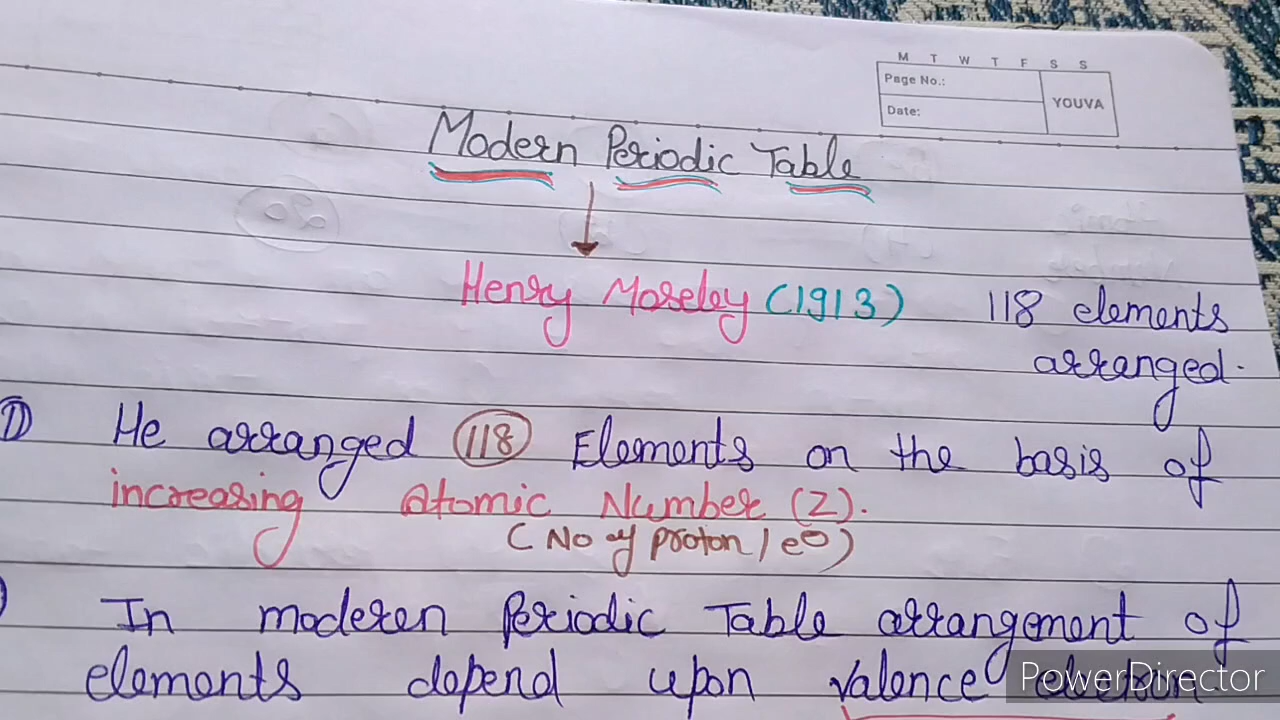 M T W T F S S
Page No.:
Date:
YOUVA
Modern Periodic Table
Henry Moseley (1913) 118 elements
arranged.
1) He arranged 118 Elements on the basis of
increasing Atomic Number (Z).
(No of proton / e⊖)
In moderen Periodic Table arrangement of
elements depend upon valence
PowerDirector